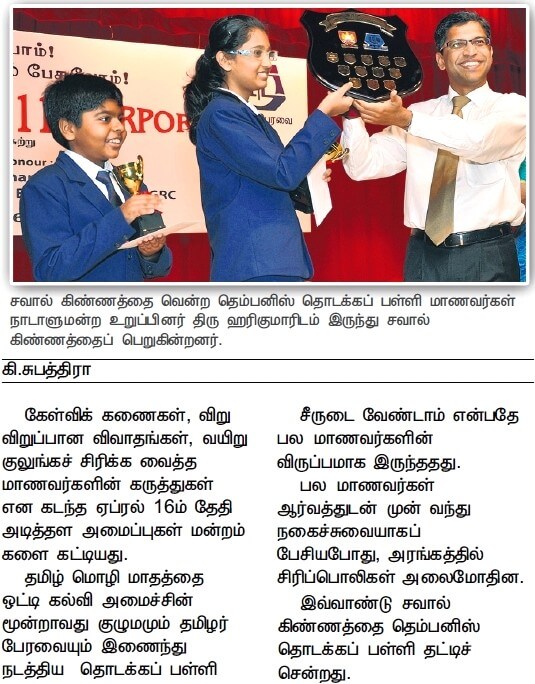 பேசுவோம்!
ர்றுசு
nour
GRC
பேரவை
சவால் கிண்ணத்தை வென்ற தெம்பனிஸ் தொடக்கப் பள்ளி மாணவர்கள்
நாடாளுமன்ற உறுப்பினர் திரு ஹரிகுமாரிடம் இருந்து சவால்
கிண்ணத்தைப் பெறுகின்றனர்.
கி.சுபத்திரா
கேள்விக் கணைகள், விறு
விறுப்பான விவாதங்கள், வயிறு
குலுங்கச் சிரிக்க வைத்த
மாணவர்களின் கருத்துகள்
என கடந்த ஏப்ரல் 16ம் தேதி
அடித்தள அமைப்புகள் மன்றம்
களை கட்டியது.
தமிழ் மொழி மாதத்தை
ஒட்டி கல்வி அமைச்சின்
மூன்றாவது குழுமமும் தமிழர்
பேரவையும் இணைந்து
நடத்திய தொடக்கப் பள்ளி
சீருடை வேண்டாம் என்பதே
பல மாணவர்களின்
விருப்பமாக இருந்ததது.
பல மாணவர்கள்
ஆர்வத்துடன் முன் வந்து
நகைச்சுவையாகப்
பேசியபோது, அரங்கத்தில்
சிரிப்பொலிகள் அலைமோதின.
இவ்வாண்டு சவால்
கிண்ணத்தை தெம்பனிஸ்
தொடக்கப் பள்ளி தட்டிச்
சென்றது.